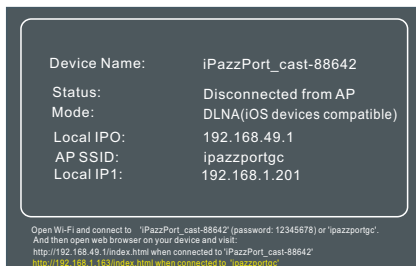 Device Name: iPazzPort_cast-88642
Status: Disconnected from AP
Mode: DLNA(iOS devices compatible)
Local IPO: 192.168.49.1
AP SSID: ipazzportgc
Local IP1: 192.168.1.201
Open Wi-Fi and connect to 'iPazzPort_cast-88642' (password: 12345678) or 'ipazzportgc'.
And then open web browser on your device and visit:
http://192.168.49.1/index.html when connected to 'iPazzPort_cast-88642'
http://192.168.1.163/index.html when connected to 'ipazzportgc'